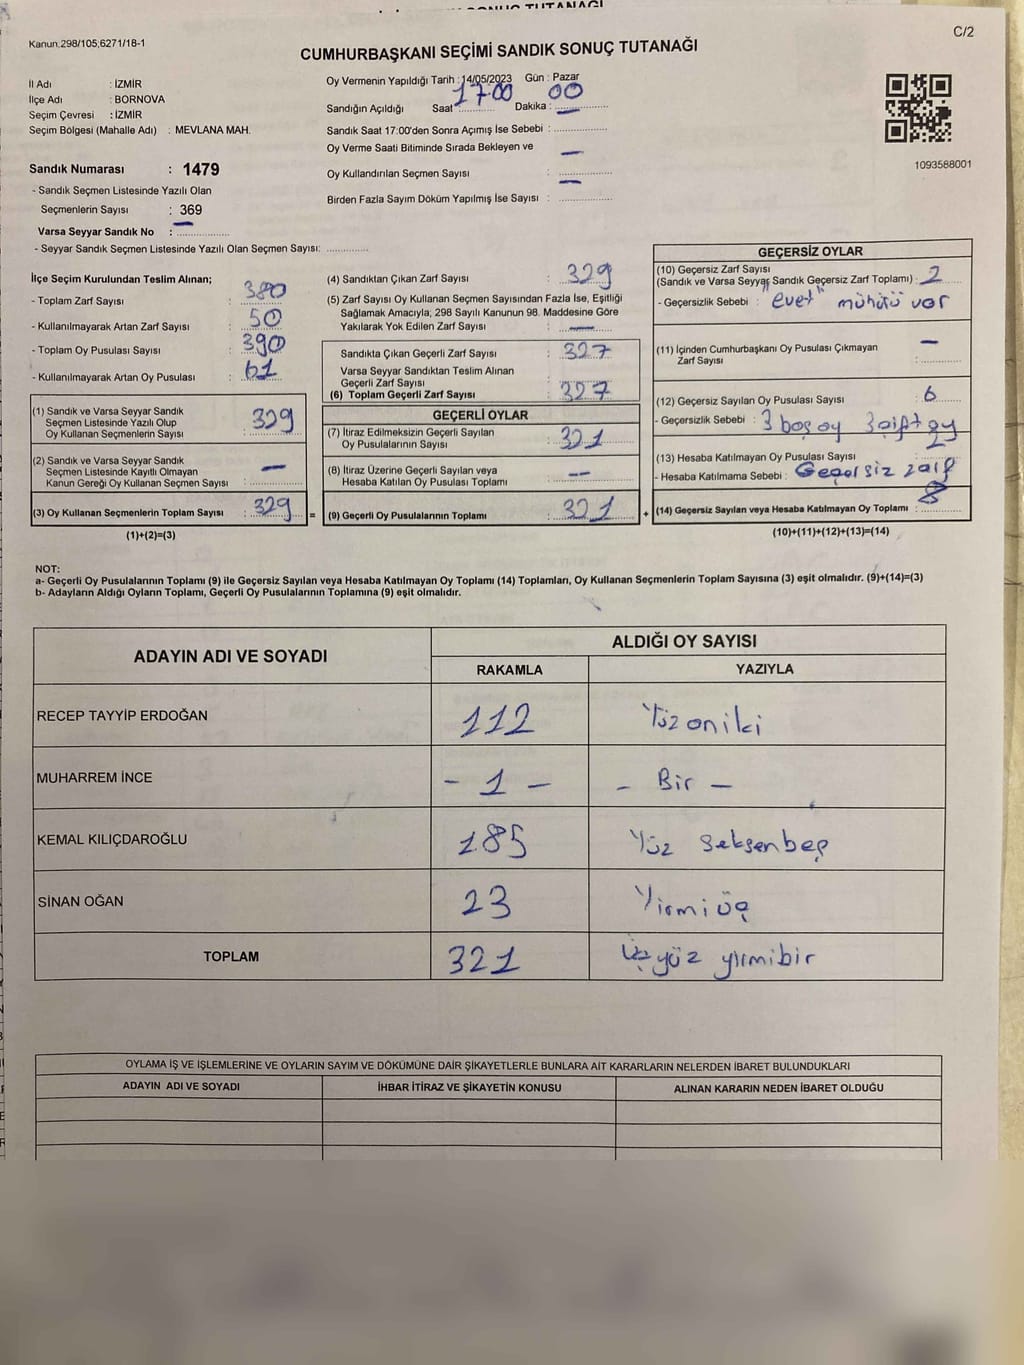 SONUÇ TUTANAĞI
Kanun.298/105;6271/18-1
C/2
CUMHURBAŞKANI SEÇİMİ SANDIK SONUÇ TUTANAĞI
İl Adı : İZMİR
İlçe Adı : BORNOVA
Seçim Çevresi : İZMİR
Seçim Bölgesi (Mahalle Adı) : MEVLANA MAH.
Sandık Numarası : 1479
- Sandık Seçmen Listesinde Yazılı Olan
Seçmenlerin Sayısı : 369
Varsa Seyyar Sandık No : —
- Seyyar Sandık Seçmen Listesinde Yazılı Olan Seçmen Sayısı:
Oy Vermenin Yapıldığı Tarih : 14/05/2023 Gün : Pazar
Sandığın Açıldığı Saat 17:00 Dakika : 00
Sandık Saat 17:00'den Sonra Açımış İse Sebebi : —
Oy Verme Saati Bitiminde Sırada Bekleyen ve
Oy Kullandırılan Seçmen Sayısı : —
Birden Fazla Sayım Döküm Yapılmış İse Sayısı : —
1093588001
İlçe Seçim Kurulundan Teslim Alınan;
- Toplam Zarf Sayısı : 380
- Kullanılmayarak Artan Zarf Sayısı : 50
- Toplam Oy Pusulası Sayısı : 390
- Kullanılmayarak Artan Oy Pusulası : 61
(1) Sandık ve Varsa Seyyar Sandık
Seçmen Listesinde Yazılı Olup
Oy Kullanan Seçmenlerin Sayısı 329
(2) Sandık ve Varsa Seyyar Sandık
Seçmen Listesinde Kayıtlı Olmayan
Kanun Gereği Oy Kullanan Seçmen Sayısı : —
(3) Oy Kullanan Seçmenlerin Toplam Sayısı : 329
(1)+(2)=(3)
(4) Sandıktan Çıkan Zarf Sayısı : 329
(5) Zarf Sayısı Oy Kullanan Seçmen Sayısından Fazla İse, Eşitliği
Sağlamak Amacıyla; 298 Sayılı Kanunun 98. Maddesine Göre
Yakılarak Yok Edilen Zarf Sayısı : —
Sandıkta Çıkan Geçerli Zarf Sayısı : 327
Varsa Seyyar Sandıktan Teslim Alınan
Geçerli Zarf Sayısı :
(6) Toplam Geçerli Zarf Sayısı : 327
GEÇERLİ OYLAR
(7) İtiraz Edilmeksizin Geçerli Sayılan
Oy Pusulalarının Sayısı : 321
(8) İtiraz Üzerine Geçerli Sayılan veya
Hesaba Katılan Oy Pusulası Toplamı : —
= (9) Geçerli Oy Pusulalarının Toplamı : 321 +
GEÇERSİZ OYLAR
(10) Geçersiz Zarf Sayısı
(Sandık ve Varsa Seyyar Sandık Geçersiz Zarf Toplamı) : 2
- Geçersizlik Sebebi : "evet" mühürü var
(11) İçinden Cumhurbaşkanı Oy Pusulası Çıkmayan
Zarf Sayısı : —
(12) Geçersiz Sayılan Oy Pusulası Sayısı : 6
- Geçersizlik Sebebi : 3 boş oy 3 çift oy
(13) Hesaba Katılmayan Oy Pusulası Sayısı : 2
- Hesaba Katılmama Sebebi : Geçersiz zarf
(14) Geçersiz Sayılan veya Hesaba Katılmayan Oy Toplamı : 8
(10)+(11)+(12)+(13)=(14)
NOT:
a- Geçerli Oy Pusulalarının Toplamı (9) ile Geçersiz Sayılan veya Hesaba Katılmayan Oy Toplamı (14) Toplamları, Oy Kullanan Seçmenlerin Toplam Sayısına (3) eşit olmalıdır. (9)+(14)=(3)
b- Adayların Aldığı Oyların Toplamı, Geçerli Oy Pusulalarının Toplamına (9) eşit olmalıdır.
ADAYIN ADI VE SOYADI ALDIĞI OY SAYISI
RAKAMLA YAZIYLA
RECEP TAYYİP ERDOĞAN 112 Yüz oniki
MUHARREM İNCE - 1 - - Bir -
KEMAL KILIÇDAROĞLU 185 Yüz seksenbeş
SİNAN OĞAN 23 Yirmi üç
TOPLAM 321 Üçyüz yirmibir
OYLAMA İŞ VE İŞLEMLERİNE VE OYLARIN SAYIM VE DÖKÜMÜNE DAİR ŞİKAYETLERLE BUNLARA AİT KARARLARIN NELERDEN İBARET BULUNDUKLARI
ADAYIN ADI VE SOYADI İHBAR İTİRAZ VE ŞİKAYETİN KONUSU ALINAN KARARIN NEDEN İBARET OLDUĞU